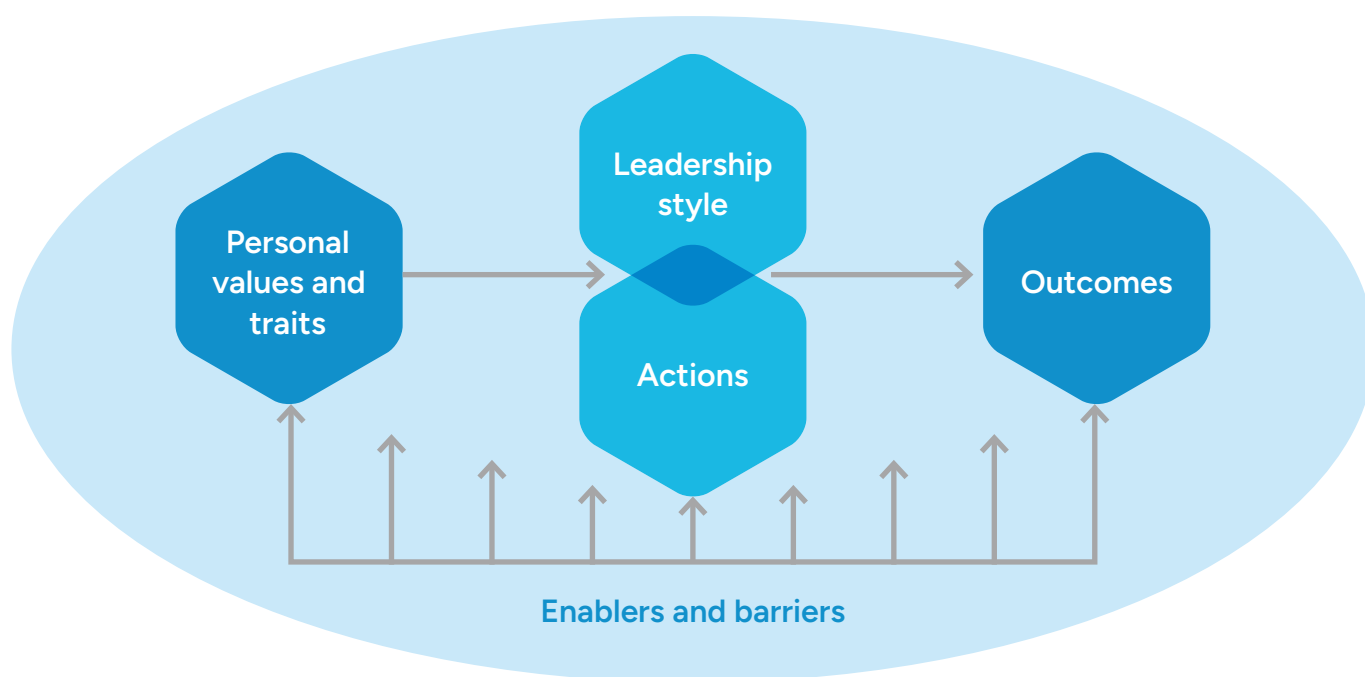 Leadership
style
Personal
values and
traits
Outcomes
Actions
Enablers and barriers